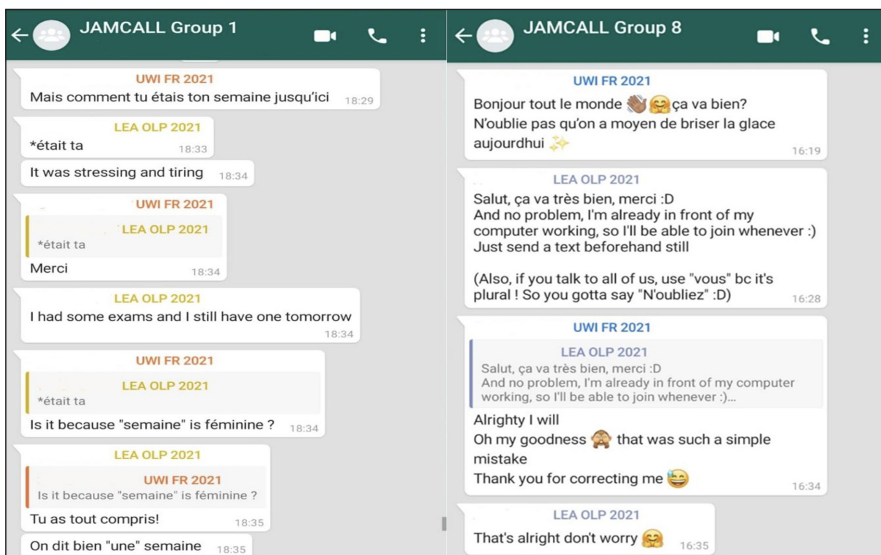 JAMCALL Group 1
UWI FR 2021
Mais comment tu étais ton semaine jusqu'ici 18:29
LEA OLP 2021
*était ta 18:33
It was stressing and tiring 18:34
UWI FR 2021
LEA OLP 2021
*était ta
Merci 18:34
LEA OLP 2021
I had some exams and I still have one tomorrow
18:34
UWI FR 2021
LEA OLP 2021
*était ta
Is it because "semaine" is féminine ? 18:34
LEA OLP 2021
UWI FR 2021
Is it because "semaine" is féminine ?
Tu as tout compris! 18:35
On dit bien "une" semaine 18:35
JAMCALL Group 8
UWI FR 2021
Bonjour tout le monde 👋🏽🤗 ça va bien?
N'oublie pas qu'on a moyen de briser la glace
aujourdhui ✨
16:19
LEA OLP 2021
Salut, ça va très bien, merci :D
And no problem, I'm already in front of my
computer working, so I'll be able to join whenever :)
Just send a text beforehand still
(Also, if you talk to all of us, use "vous" bc it's
plural ! So you gotta say "N'oubliez" :D) 16:28
UWI FR 2021
LEA OLP 2021
Salut, ça va très bien, merci :D
And no problem, I'm already in front of my computer
working, so I'll be able to join whenever :)...
Alrighty I will
Oh my goodness 🙈 that was such a simple
mistake
Thank you for correcting me 😅 16:34
LEA OLP 2021
That's alright don't worry 🤗 16:35